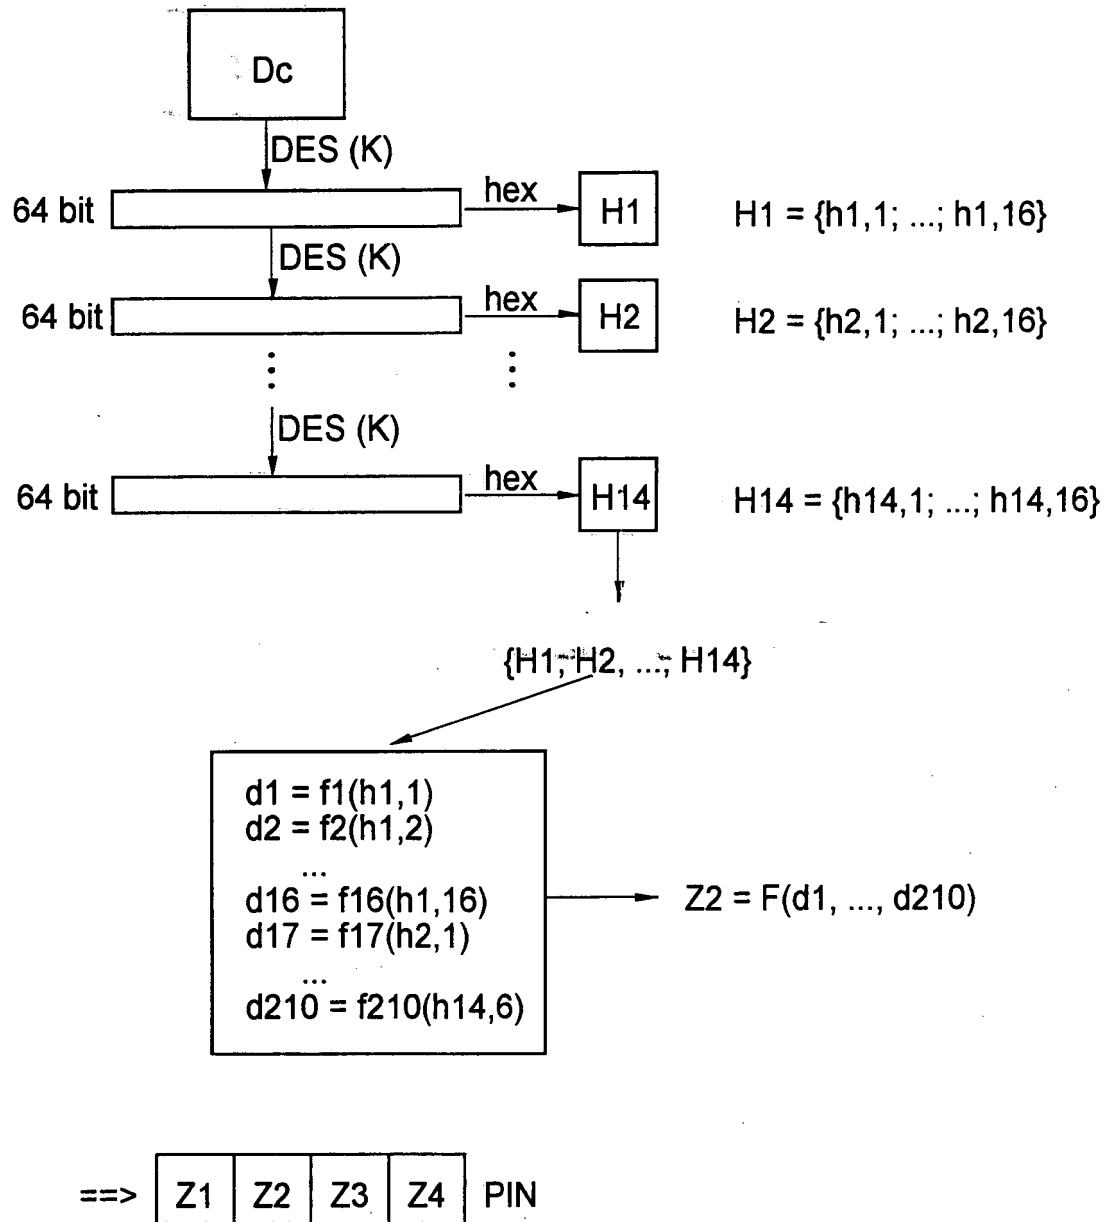 Dc
DES (K)
64 bit
hex
H1
H1 = {h1,1; ...; h1,16}
DES (K)
64 bit
hex
H2
H2 = {h2,1; ...; h2,16}
DES (K)
64 bit
hex
H14
H14 = {h14,1; ...; h14,16}
{H1; H2, ...; H14}
d1 = f1(h1,1)
d2 = f2(h1,2)
...
d16 = f16(h1,16)
d17 = f17(h2,1)
...
d210 = f210(h14,6)
Z2 = F(d1, ..., d210)
==> Z1 Z2 Z3 Z4 PIN